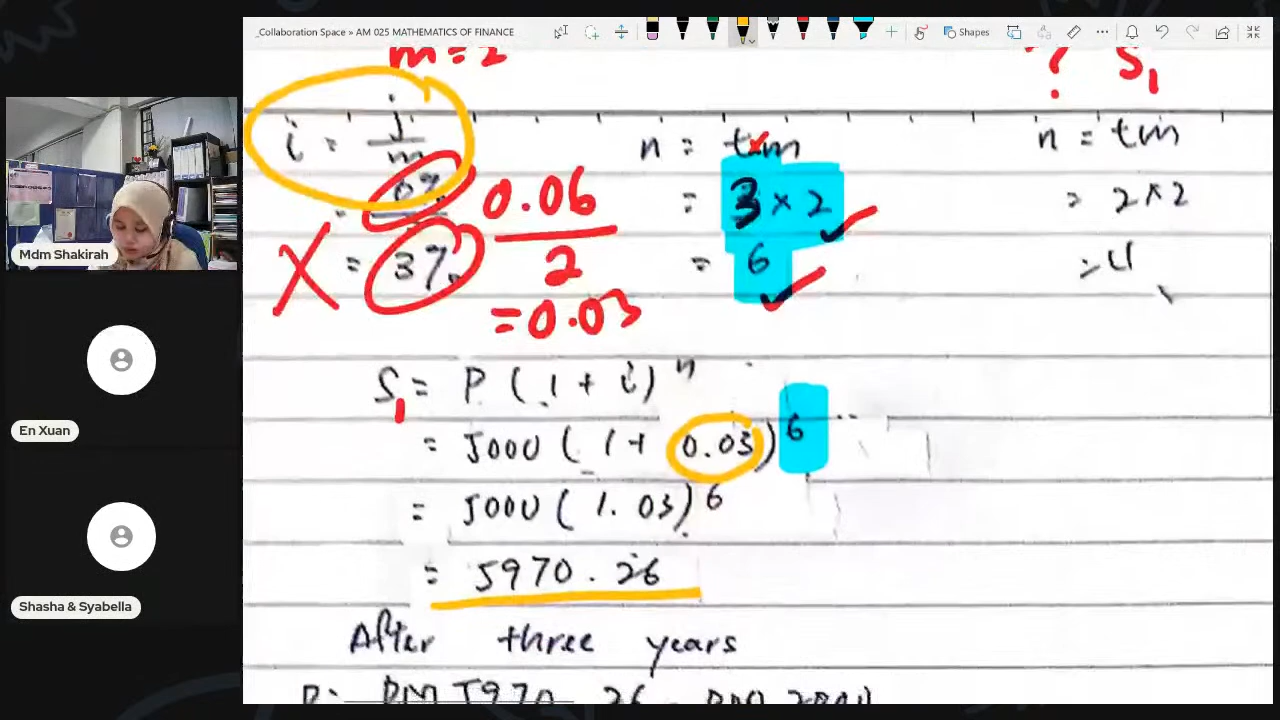 _Collaboration Space » AM 025 MATHEMATICS OF FINANCE
Shapes
m = 2
? S1
i = j/m
n = t×m
n = tm
= 6%
0.06/2
= 3 × 2
= 2 × 2
X = 3%
= 0.03
= 6
= 4
S1 = P ( 1 + i ) ^n
= 5000 ( 1 + 0.03 ) ^6
= 5000 ( 1.03 ) ^6
= 5970.26
After three years
Mdm Shakirah
En Xuan
Shasha & Syabella